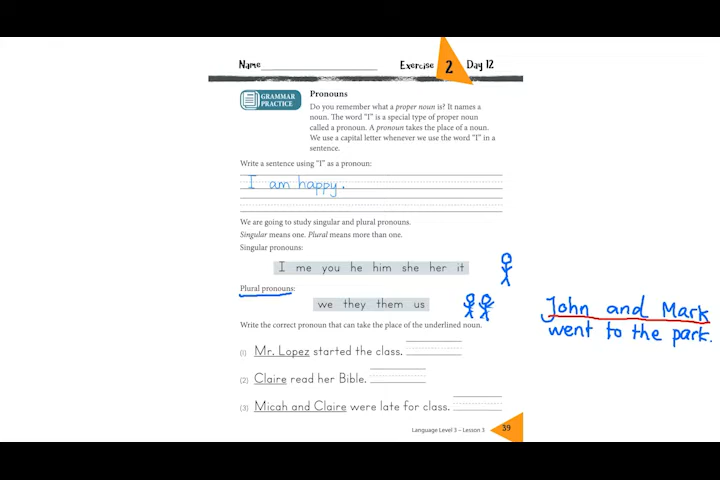 Name
Exercise 2 Day 12
GRAMMAR
PRACTICE
Pronouns
Do you remember what a proper noun is? It names a
noun. The word "I" is a special type of proper noun
called a pronoun. A pronoun takes the place of a noun.
We use a capital letter whenever we use the word "I" in a
sentence.
Write a sentence using "I" as a pronoun:
I am happy.
We are going to study singular and plural pronouns.
Singular means one. Plural means more than one.
Singular pronouns:
I me you he him she her it
Plural pronouns:
we they them us
John and Mark
went to the park.
Write the correct pronoun that can take the place of the underlined noun.
(1) Mr. Lopez started the class.
(2) Claire read her Bible.
(3) Micah and Claire were late for class.
Language Level 3 – Lesson 3 39